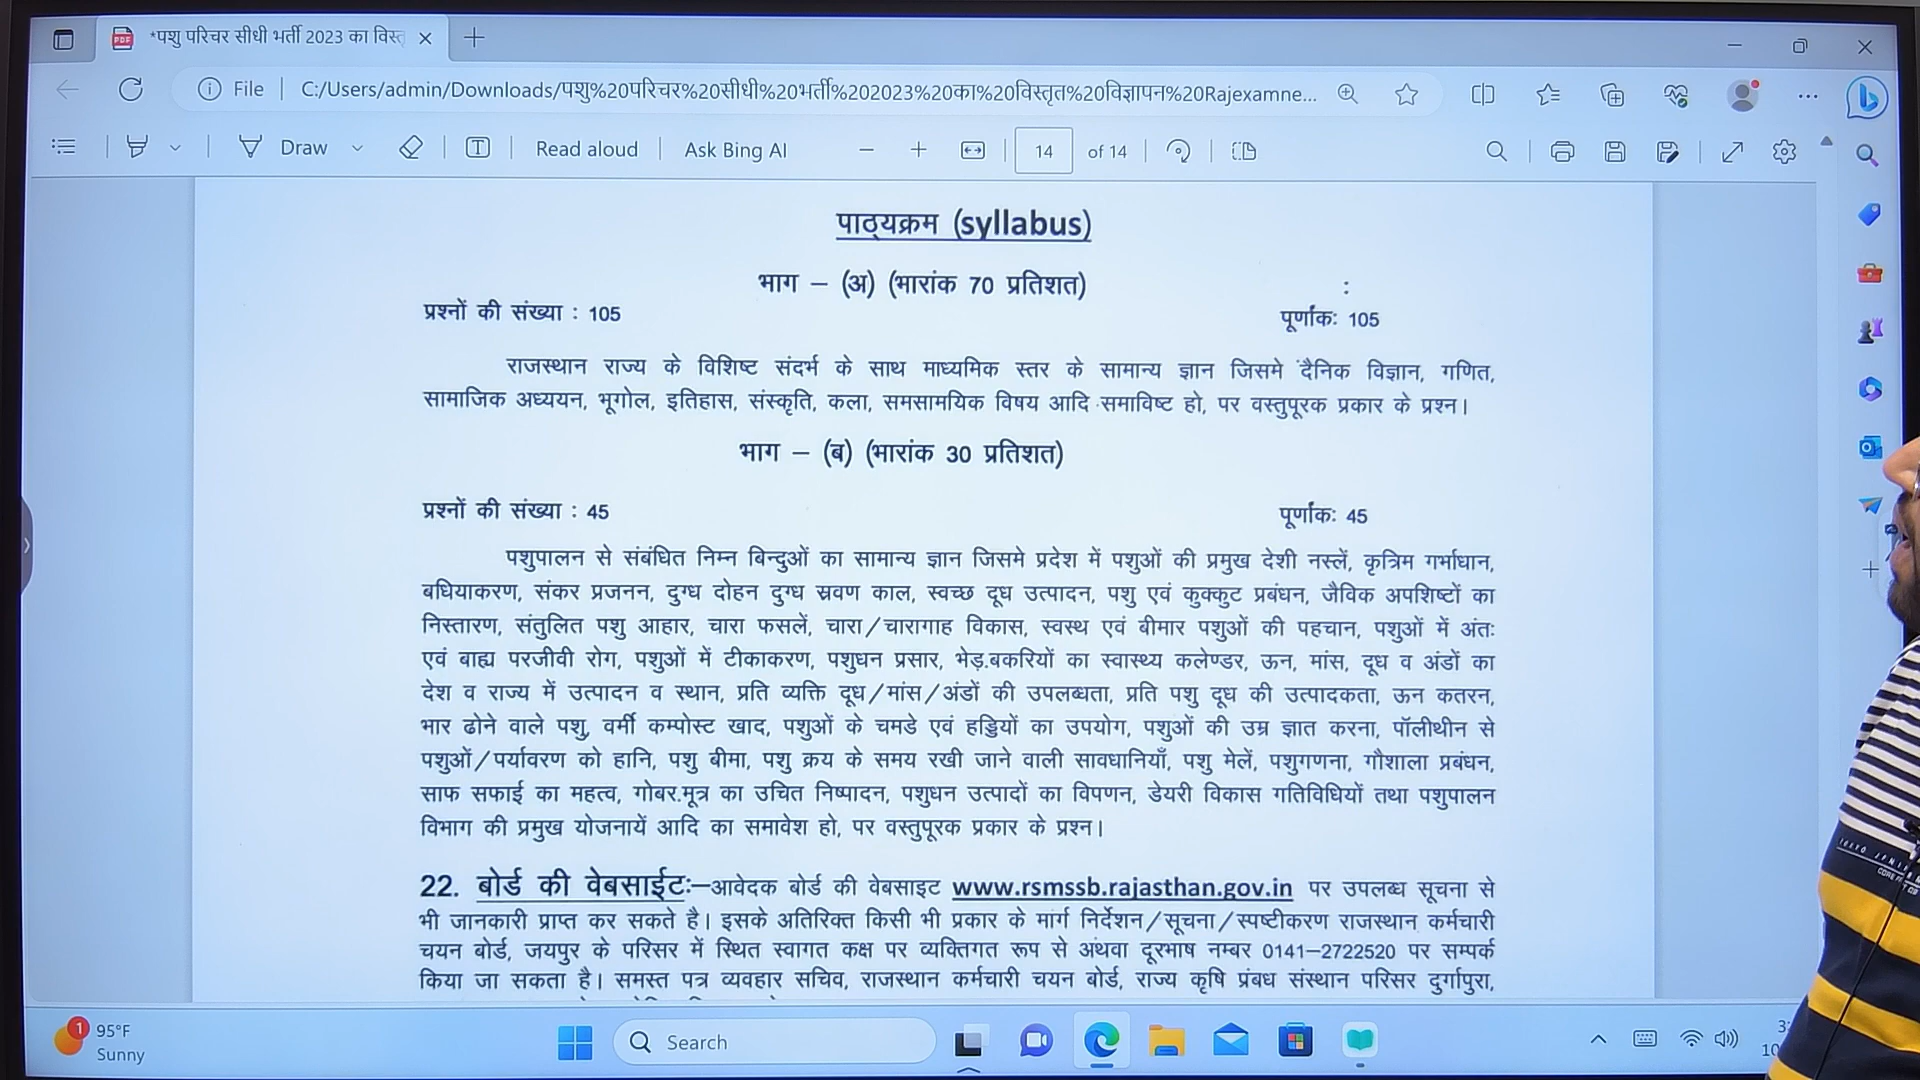 *पशु परिचर सीधी भर्ती 2023 का विस्त
File
C:/Users/admin/Downloads/पशु%20परिचर%20सीधी%20भर्ती%202023%20का%20विस्तृत%20विज्ञापन%20Rajexamne...
Draw
Read aloud
Ask Bing AI
14 of 14
पाठ्यक्रम (syllabus)
भाग – (अ) (भारांक 70 प्रतिशत) :
प्रश्नों की संख्या : 105 पूर्णांकः 105
राजस्थान राज्य के विशिष्ट संदर्भ के साथ माध्यमिक स्तर के सामान्य ज्ञान जिसमे दैनिक विज्ञान, गणित,
सामाजिक अध्ययन, भूगोल, इतिहास, संस्कृति, कला, समसामयिक विषय आदि समाविष्ट हो, पर वस्तुपूरक प्रकार के प्रश्न।
भाग – (ब) (भारांक 30 प्रतिशत)
प्रश्नों की संख्या : 45 पूर्णांकः 45
पशुपालन से संबंधित निम्न बिन्दुओं का सामान्य ज्ञान जिसमे प्रदेश में पशुओं की प्रमुख देशी नस्लें, कृत्रिम गर्भाधान,
बधियाकरण, संकर प्रजनन, दुग्ध दोहन दुग्ध स्रवण काल, स्वच्छ दूध उत्पादन, पशु एवं कुक्कुट प्रबंधन, जैविक अपशिष्टों का
निस्तारण, संतुलित पशु आहार, चारा फसलें, चारा/चारागाह विकास, स्वस्थ एवं बीमार पशुओं की पहचान, पशुओं में अंतः
एवं बाह्य परजीवी रोग, पशुओं में टीकाकरण, पशुधन प्रसार, भेड़.बकरियों का स्वास्थ्य कलेण्डर, ऊन, मांस, दूध व अंडों का
देश व राज्य में उत्पादन व स्थान, प्रति व्यक्ति दूध/मांस/अंडों की उपलब्धता, प्रति पशु दूध की उत्पादकता, ऊन कतरन,
भार ढोने वाले पशु, वर्मी कम्पोस्ट खाद, पशुओं के चमडे एवं हड्डियों का उपयोग, पशुओं की उम्र ज्ञात करना, पॉलीथीन से
पशुओं/पर्यावरण को हानि, पशु बीमा, पशु क्रय के समय रखी जाने वाली सावधानियाँ, पशु मेलें, पशुगणना, गौशाला प्रबंधन,
साफ सफाई का महत्व, गोबर.मूत्र का उचित निष्पादन, पशुधन उत्पादों का विपणन, डेयरी विकास गतिविधियों तथा पशुपालन
विभाग की प्रमुख योजनायें आदि का समावेश हो, पर वस्तुपूरक प्रकार के प्रश्न।
22. बोर्ड की वेबसाईटः–आवेदक बोर्ड की वेबसाइट www.rsmssb.rajasthan.gov.in पर उपलब्ध सूचना से
भी जानकारी प्राप्त कर सकते है। इसके अतिरिक्त किसी भी प्रकार के मार्ग निर्देशन/सूचना/स्पष्टीकरण राजस्थान कर्मचारी
चयन बोर्ड, जयपुर के परिसर में स्थित स्वागत कक्ष पर व्यक्तिगत रूप से अथवा दूरभाष नम्बर 0141–2722520 पर सम्पर्क
किया जा सकता है। समस्त पत्र व्यवहार सचिव, राजस्थान कर्मचारी चयन बोर्ड, राज्य कृषि प्रंबध संस्थान परिसर दुर्गापुरा,
1
95°F
Sunny
Search